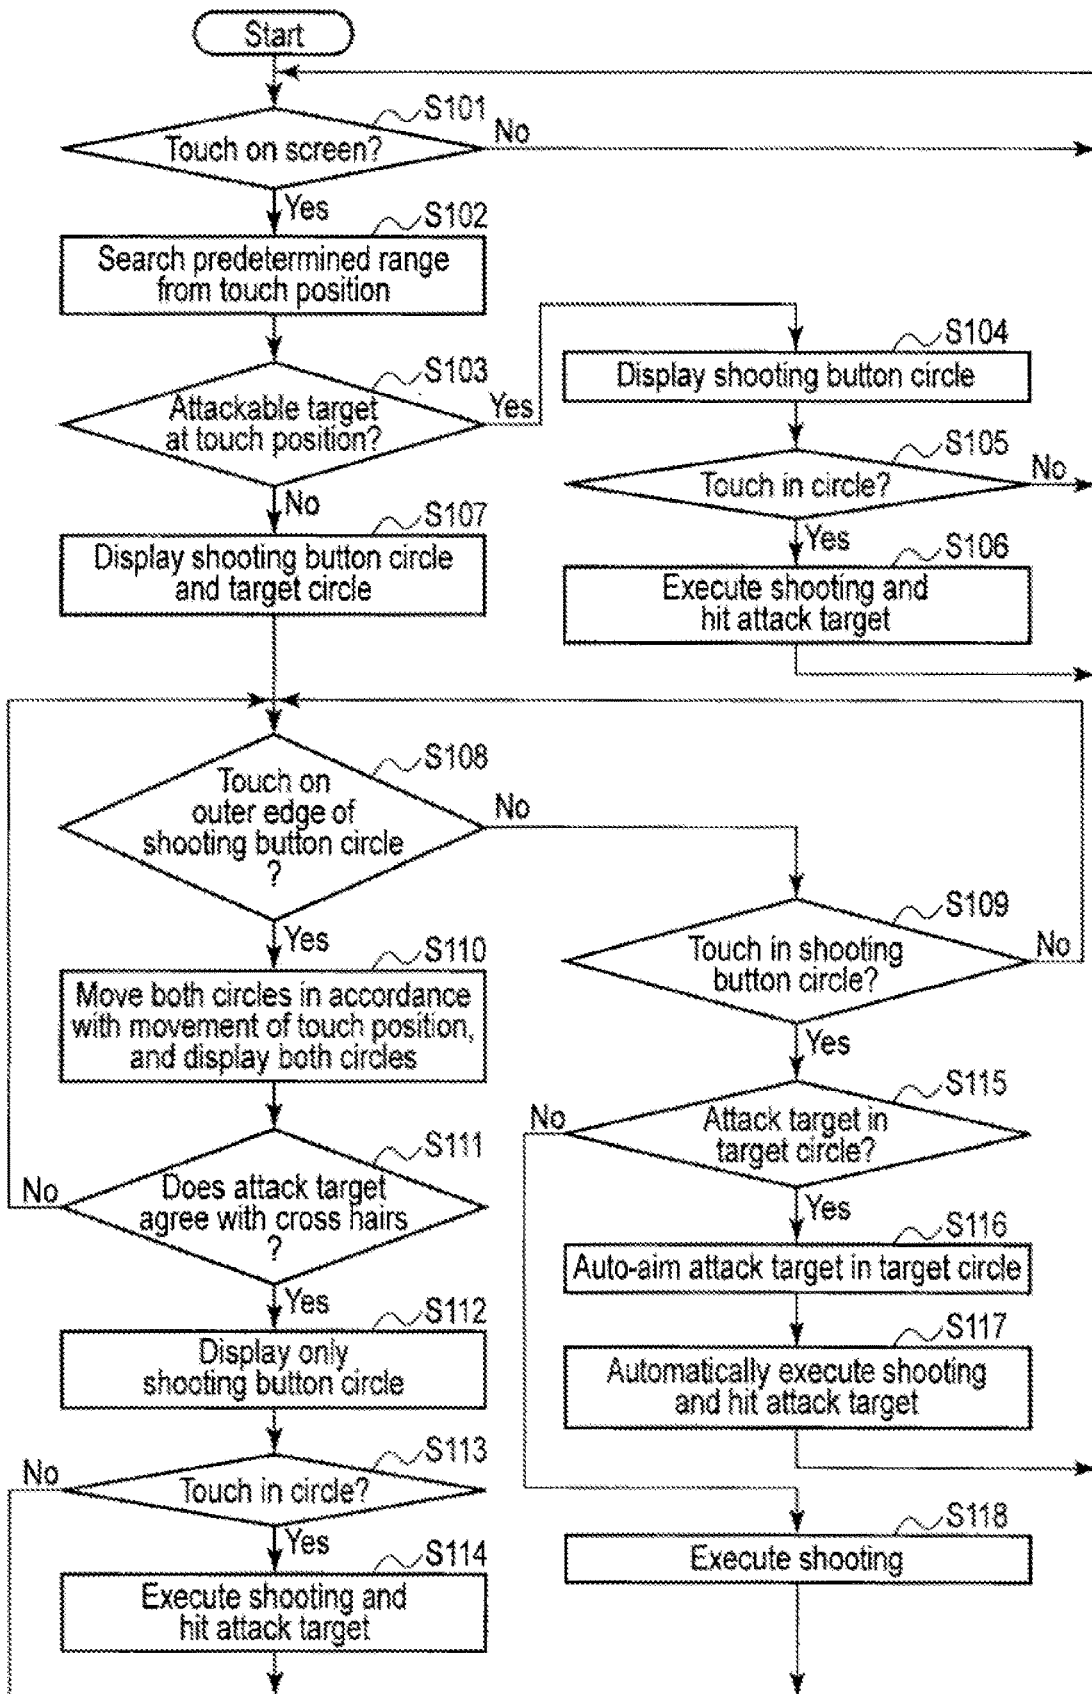 Start
S101
Touch on screen?
No
Yes
S102
Search predetermined range
from touch position
S103
Attackable target
at touch position?
Yes
No
S104
Display shooting button circle
S105
Touch in circle?
No
Yes
S106
Execute shooting and
hit attack target
S107
Display shooting button circle
and target circle
S108
Touch on
outer edge of
shooting button circle
?
No
Yes
S109
Touch in shooting
button circle?
No
Yes
S110
Move both circles in accordance
with movement of touch position,
and display both circles
S111
Does attack target
agree with cross hairs
?
No
Yes
S112
Display only
shooting button circle
S113
Touch in circle?
No
Yes
S114
Execute shooting and
hit attack target
S115
Attack target in
target circle?
No
Yes
S116
Auto-aim attack target in target circle
S117
Automatically execute shooting
and hit attack target
S118
Execute shooting